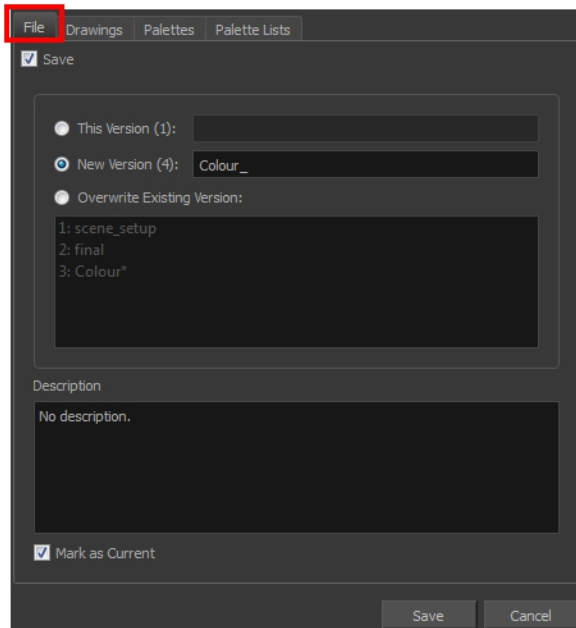 File Drawings Palettes Palette Lists
Save
This Version (1):
New Version (4): Colour_
Overwrite Existing Version:
1: scene_setup
2: final
3: Colour*
Description
No description.
Mark as Current
Save Cancel